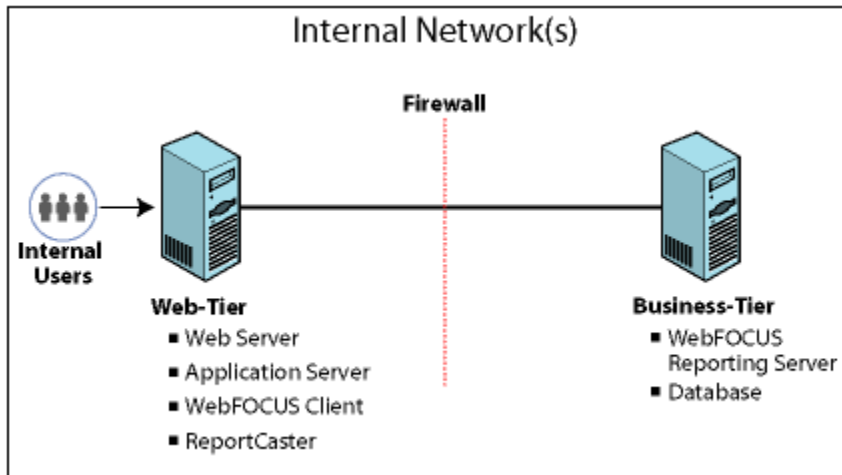 Internal Network(s)
Firewall
Internal
Users
Web-Tier
■ Web Server
■ Application Server
■ WebFOCUS Client
■ ReportCaster
Business-Tier
■ WebFOCUS
Reporting Server
■ Database